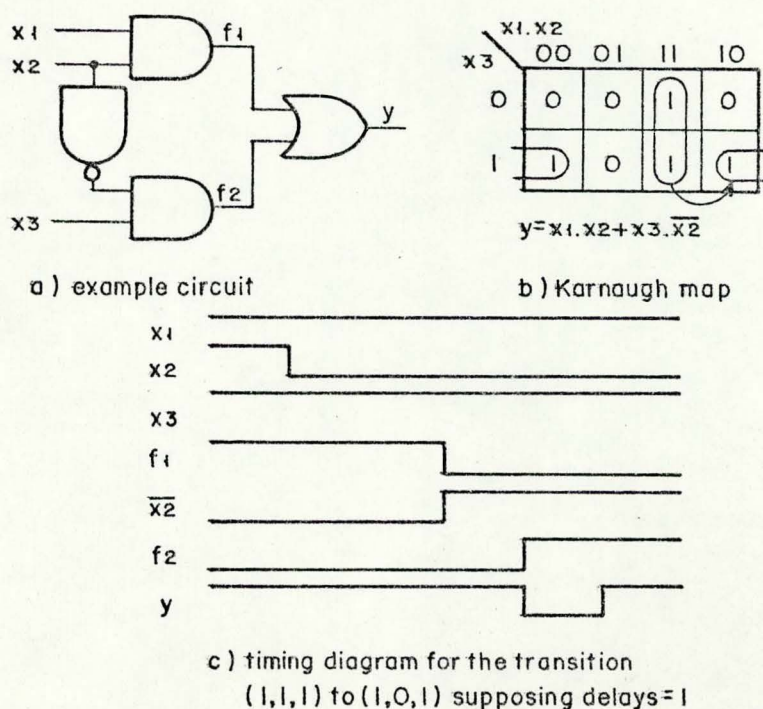 x1
f1
x2
y
f2
x3
a) example circuit
x1.x2
x3
00 01 11 10
0 0 0 1 0
1 1 0 1 1
y=x1.x2+x3.x̅2̅
b) Karnaugh map
x1
x2
x3
f1
x̅2̅
f2
y
c) timing diagram for the transition
(1,1,1) to (1,0,1) supposing delays=1